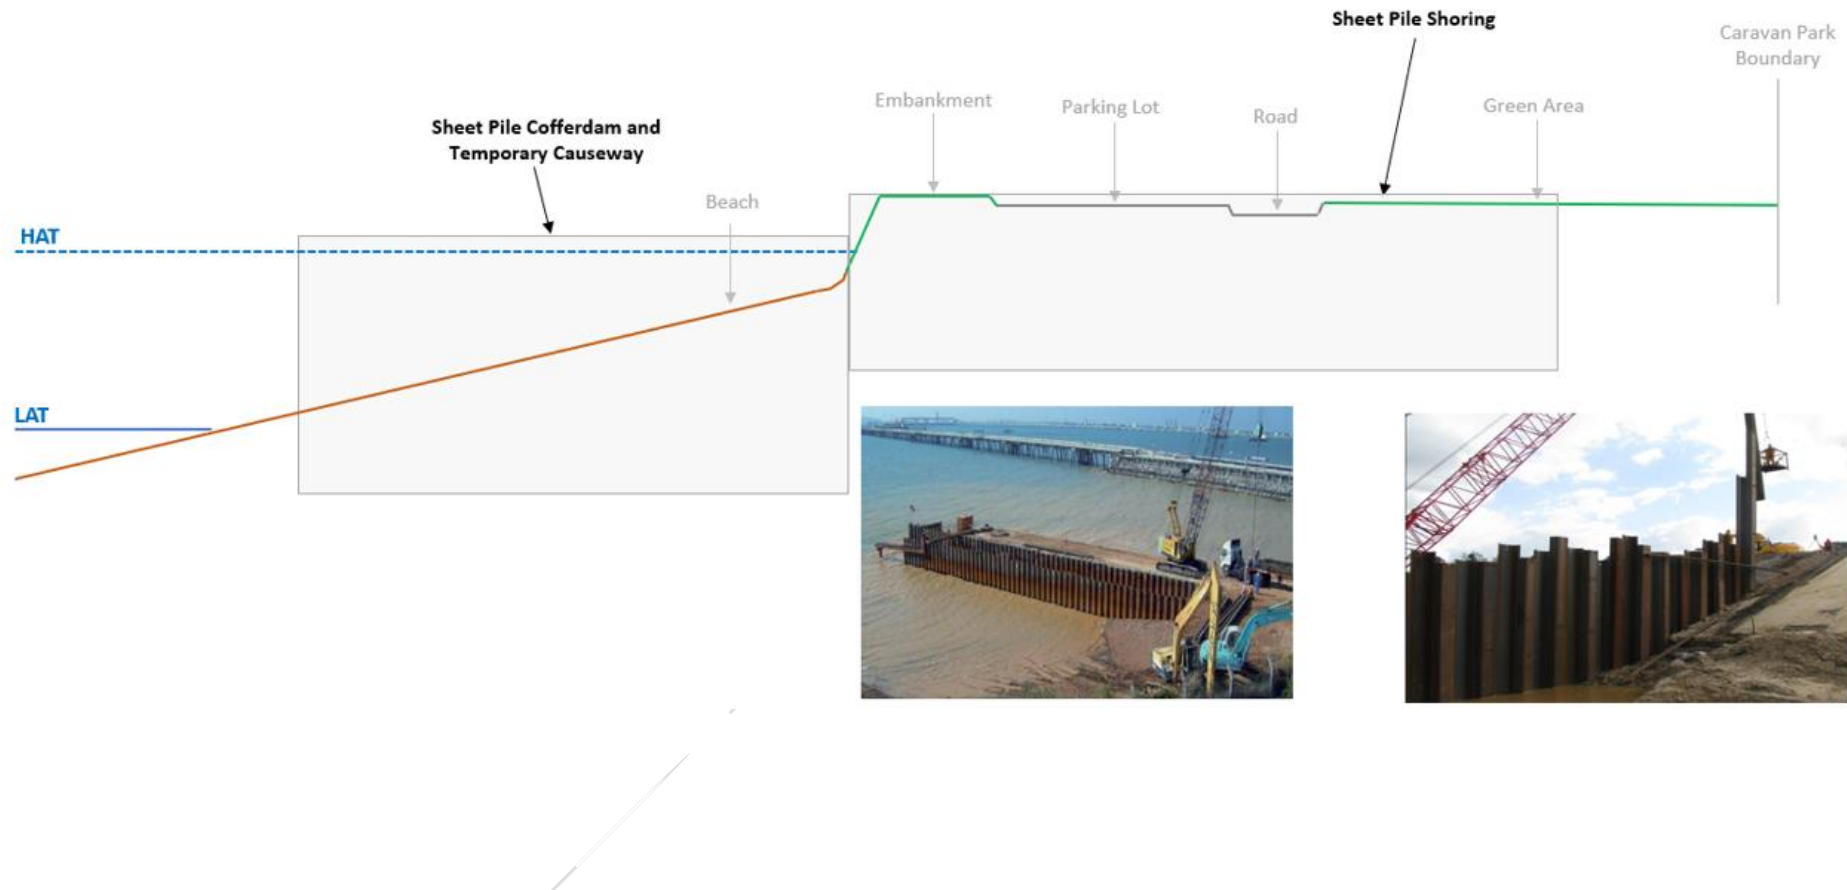 Sheet Pile Shoring
Caravan Park
Boundary
Embankment
Parking Lot
Road
Green Area
Sheet Pile Cofferdam and
Temporary Causeway
Beach
HAT
LAT